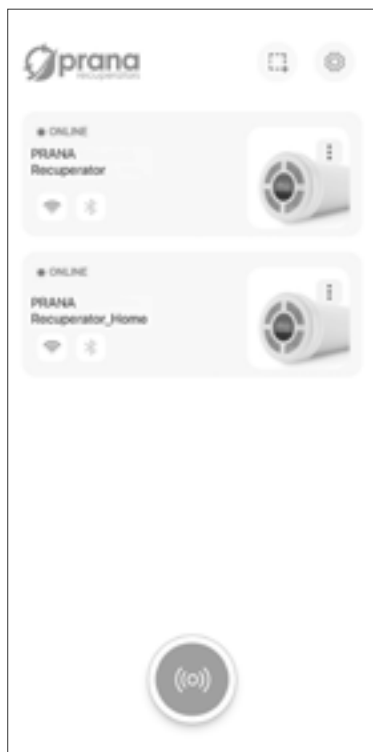 prana
recuperators
ONLINE
PRANA
Recuperator
ONLINE
PRANA
Recuperator_Home